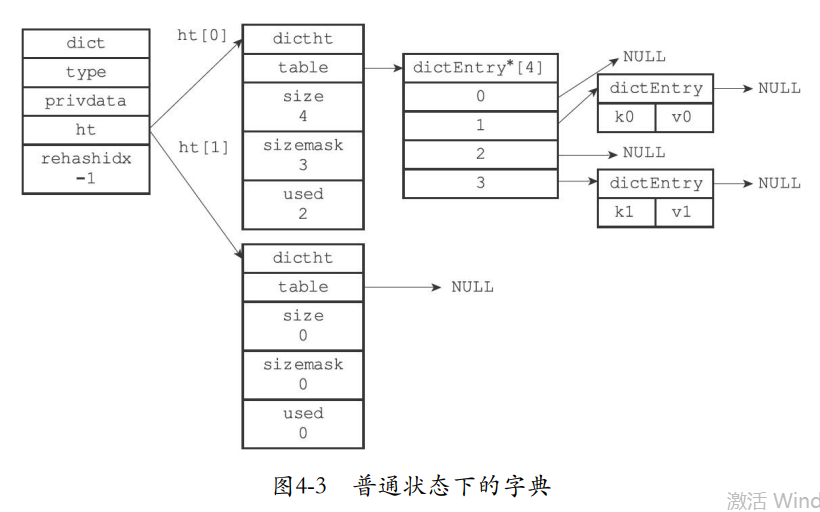 dict
type
privdata
ht
rehashidx
-1
ht[0]
ht[1]
dictht
table
size
4
sizemask
3
used
2
dictht
table
size
0
sizemask
0
used
0
NULL
dictEntry*[4]
0
1
2
3
NULL
dictEntry
k0 v0
NULL
NULL
dictEntry
k1 v1
NULL
图4-3 普通状态下的字典
激活 Wind